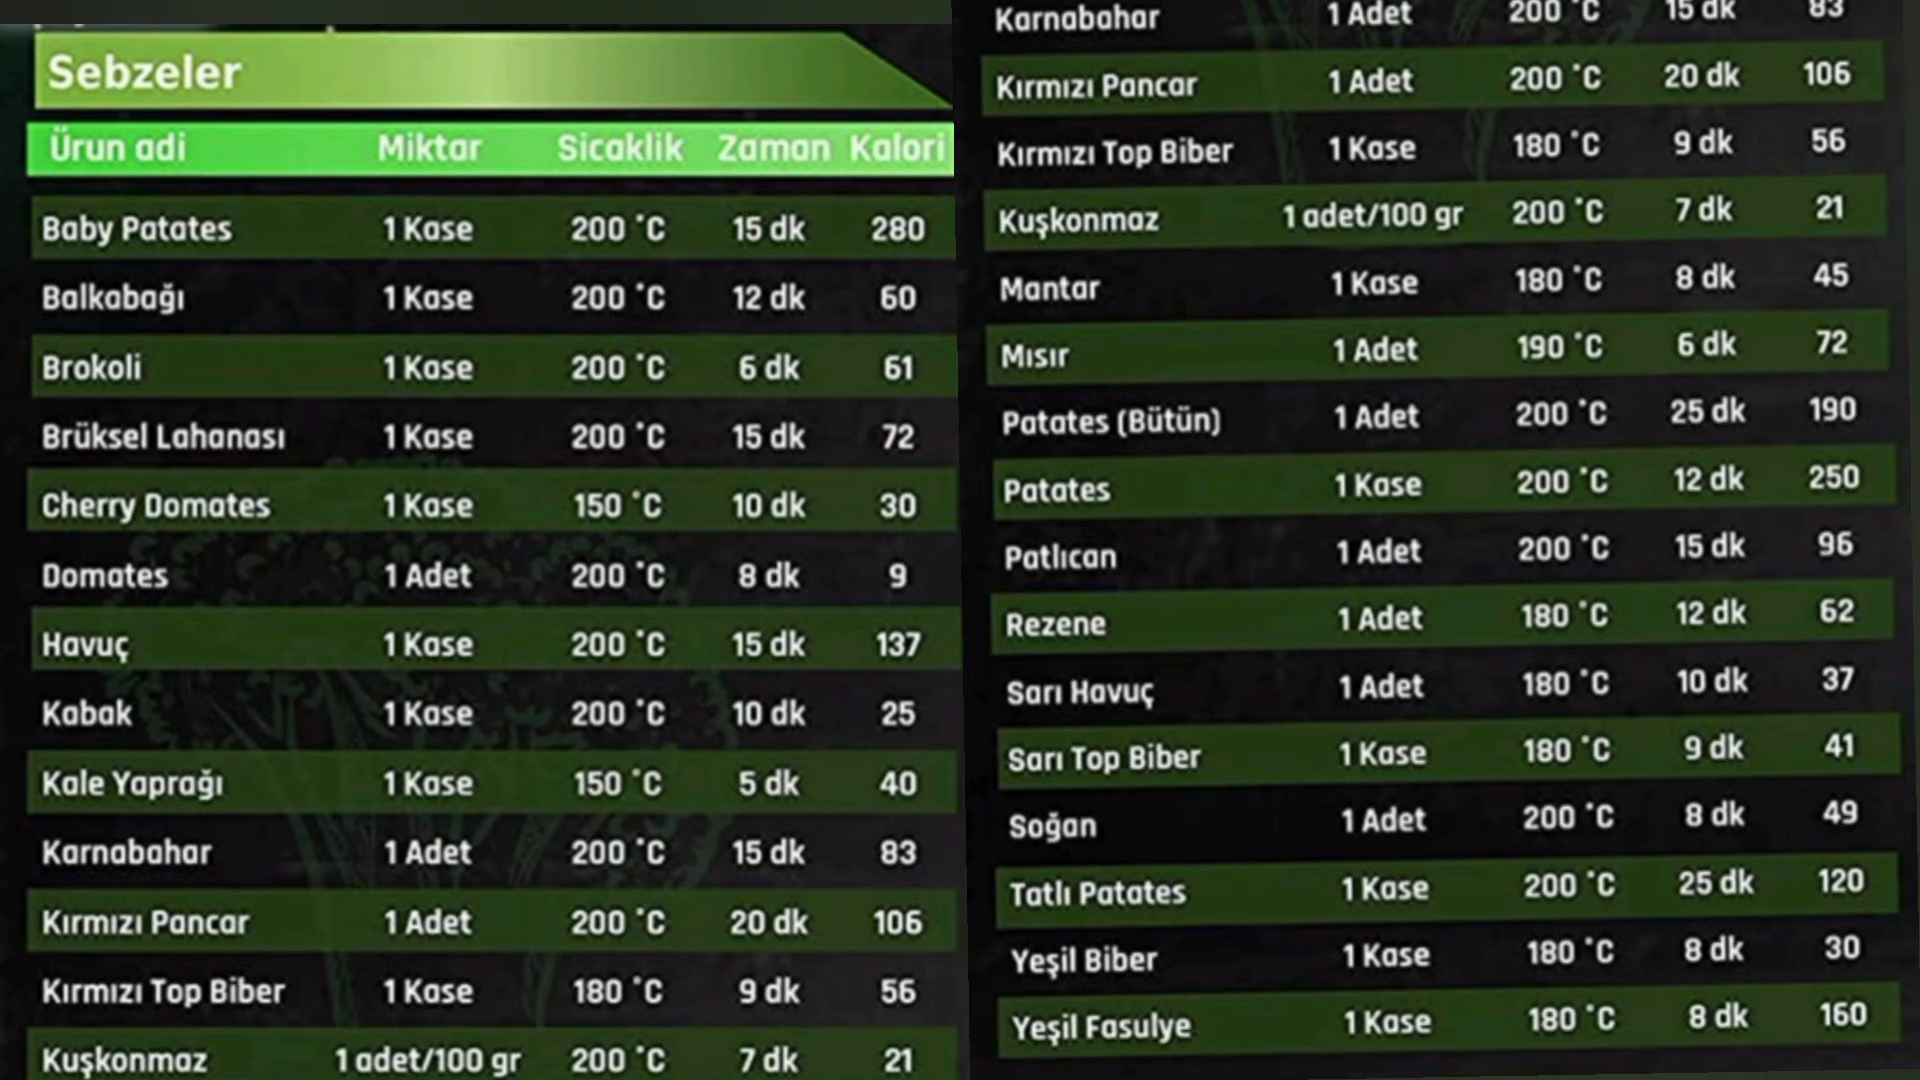 Sebzeler
Ürun adi Miktar Sicaklik Zaman Kalori
Baby Patates 1 Kase 200 °C 15 dk 280
Balkabağı 1 Kase 200 °C 12 dk 60
Brokoli 1 Kase 200 °C 6 dk 61
Brüksel Lahanası 1 Kase 200 °C 15 dk 72
Cherry Domates 1 Kase 150 °C 10 dk 30
Domates 1 Adet 200 °C 8 dk 9
Havuç 1 Kase 200 °C 15 dk 137
Kabak 1 Kase 200 °C 10 dk 25
Kale Yaprağı 1 Kase 150 °C 5 dk 40
Karnabahar 1 Adet 200 °C 15 dk 83
Kırmızı Pancar 1 Adet 200 °C 20 dk 106
Kırmızı Top Biber 1 Kase 180 °C 9 dk 56
Kuşkonmaz 1 adet/100 gr 200 °C 7 dk 21
Karnabahar 1 Adet 200 °C 15 dk 83
Kırmızı Pancar 1 Adet 200 °C 20 dk 106
Kırmızı Top Biber 1 Kase 180 °C 9 dk 56
Kuşkonmaz 1 adet/100 gr 200 °C 7 dk 21
Mantar 1 Kase 180 °C 8 dk 45
Mısır 1 Adet 190 °C 6 dk 72
Patates (Bütün) 1 Adet 200 °C 25 dk 190
Patates 1 Kase 200 °C 12 dk 250
Patlıcan 1 Adet 200 °C 15 dk 96
Rezene 1 Adet 180 °C 12 dk 62
Sarı Havuç 1 Adet 180 °C 10 dk 37
Sarı Top Biber 1 Kase 180 °C 9 dk 41
Soğan 1 Adet 200 °C 8 dk 49
Tatlı Patates 1 Kase 200 °C 25 dk 120
Yeşil Biber 1 Kase 180 °C 8 dk 30
Yeşil Fasulye 1 Kase 180 °C 8 dk 160